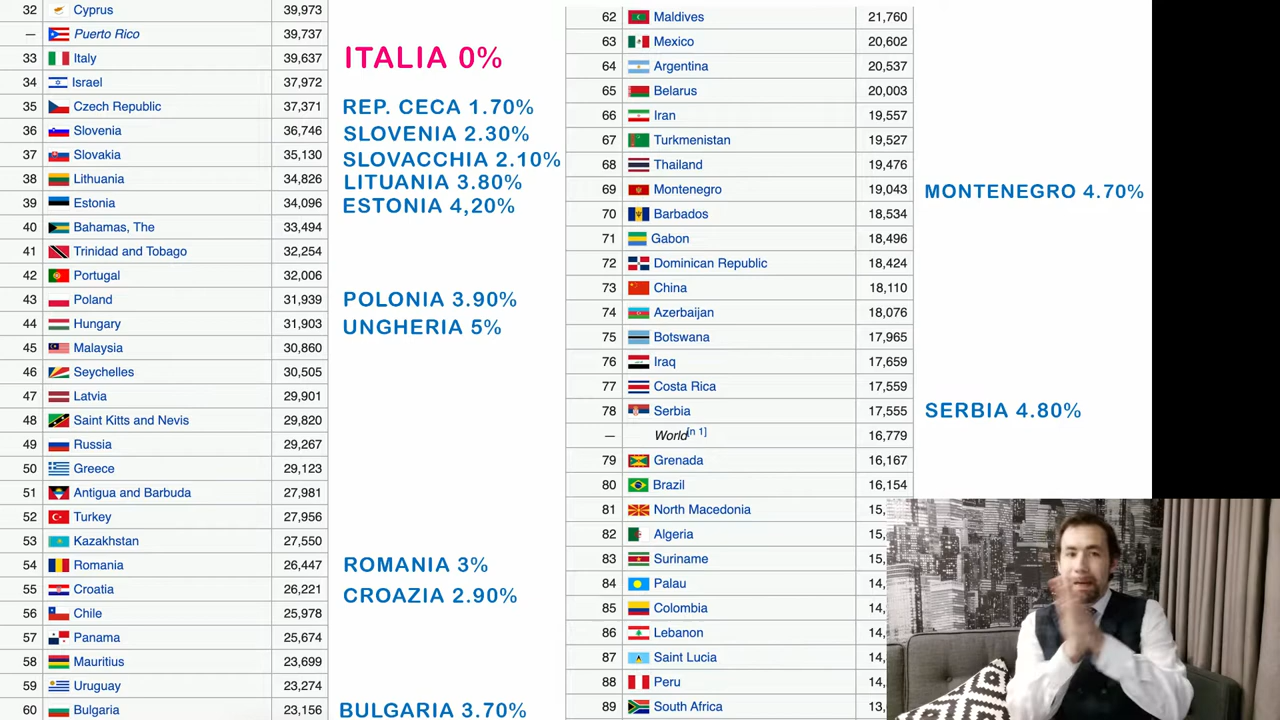 32 Cyprus 39,973
— Puerto Rico 39,737
33 Italy 39,637
34 Israel 37,972
35 Czech Republic 37,371
36 Slovenia 36,746
37 Slovakia 35,130
38 Lithuania 34,826
39 Estonia 34,096
40 Bahamas, The 33,494
41 Trinidad and Tobago 32,254
42 Portugal 32,006
43 Poland 31,939
44 Hungary 31,903
45 Malaysia 30,860
46 Seychelles 30,505
47 Latvia 29,901
48 Saint Kitts and Nevis 29,820
49 Russia 29,267
50 Greece 29,123
51 Antigua and Barbuda 27,981
52 Turkey 27,956
53 Kazakhstan 27,550
54 Romania 26,447
55 Croatia 26,221
56 Chile 25,978
57 Panama 25,674
58 Mauritius 23,699
59 Uruguay 23,274
60 Bulgaria 23,156
ITALIA 0%
REP. CECA 1.70%
SLOVENIA 2.30%
SLOVACCHIA 2.10%
LITUANIA 3.80%
ESTONIA 4,20%
POLONIA 3.90%
UNGHERIA 5%
ROMANIA 3%
CROAZIA 2.90%
BULGARIA 3.70%
62 Maldives 21,760
63 Mexico 20,602
64 Argentina 20,537
65 Belarus 20,003
66 Iran 19,557
67 Turkmenistan 19,527
68 Thailand 19,476
69 Montenegro 19,043
70 Barbados 18,534
71 Gabon 18,496
72 Dominican Republic 18,424
73 China 18,110
74 Azerbaijan 18,076
75 Botswana 17,965
76 Iraq 17,659
77 Costa Rica 17,559
78 Serbia 17,555
— World[n 1] 16,779
79 Grenada 16,167
80 Brazil 16,154
81 North Macedonia 15,
82 Algeria 15,
83 Suriname 15,
84 Palau 14,
85 Colombia 14,
86 Lebanon 14,
87 Saint Lucia 14,
88 Peru 14,
89 South Africa 13,
MONTENEGRO 4.70%
SERBIA 4.80%